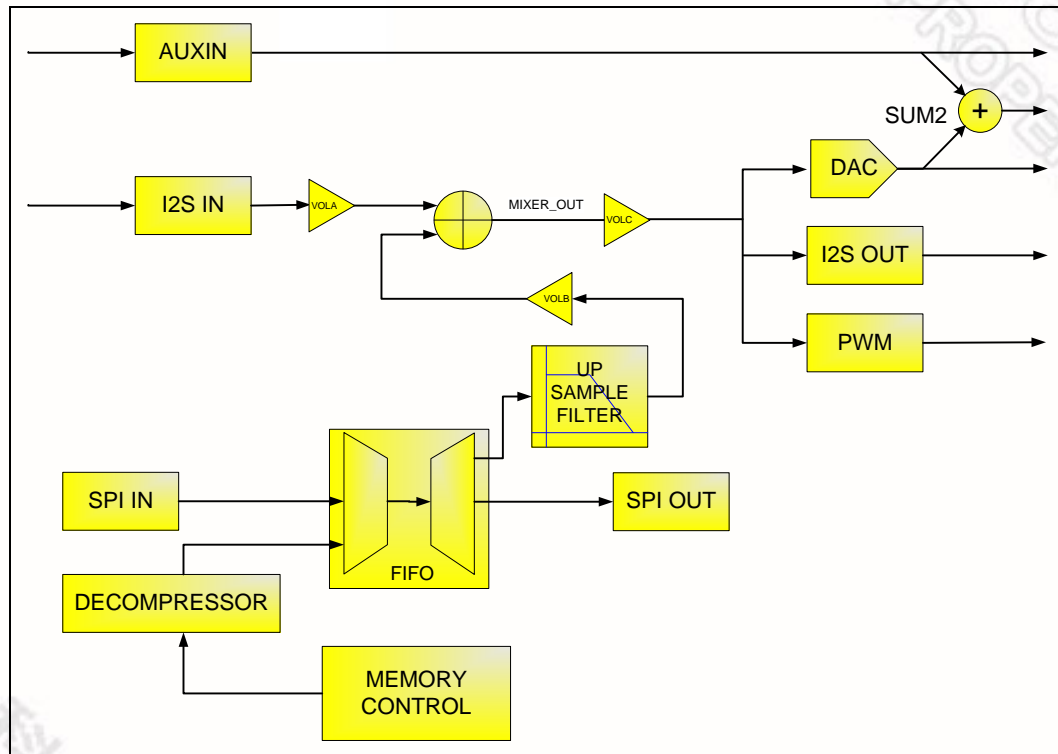 AUXIN
SUM2
+
DAC
I2S IN
VOLA
MIXER_OUT
VOLC
I2S OUT
VOLB
PWM
UP
SAMPLE
FILTER
SPI IN
SPI OUT
FIFO
DECOMPRESSOR
MEMORY
CONTROL